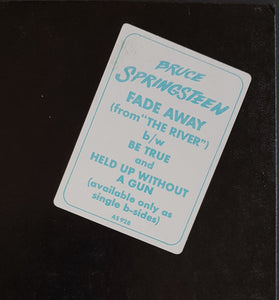 BRUCE
SPRINGSTEEN
FADE AWAY
(from "THE RIVER")
b/w
BE TRUE
and
HELD UP WITHOUT
A GUN
(available only as
single b-sides)
AS 928